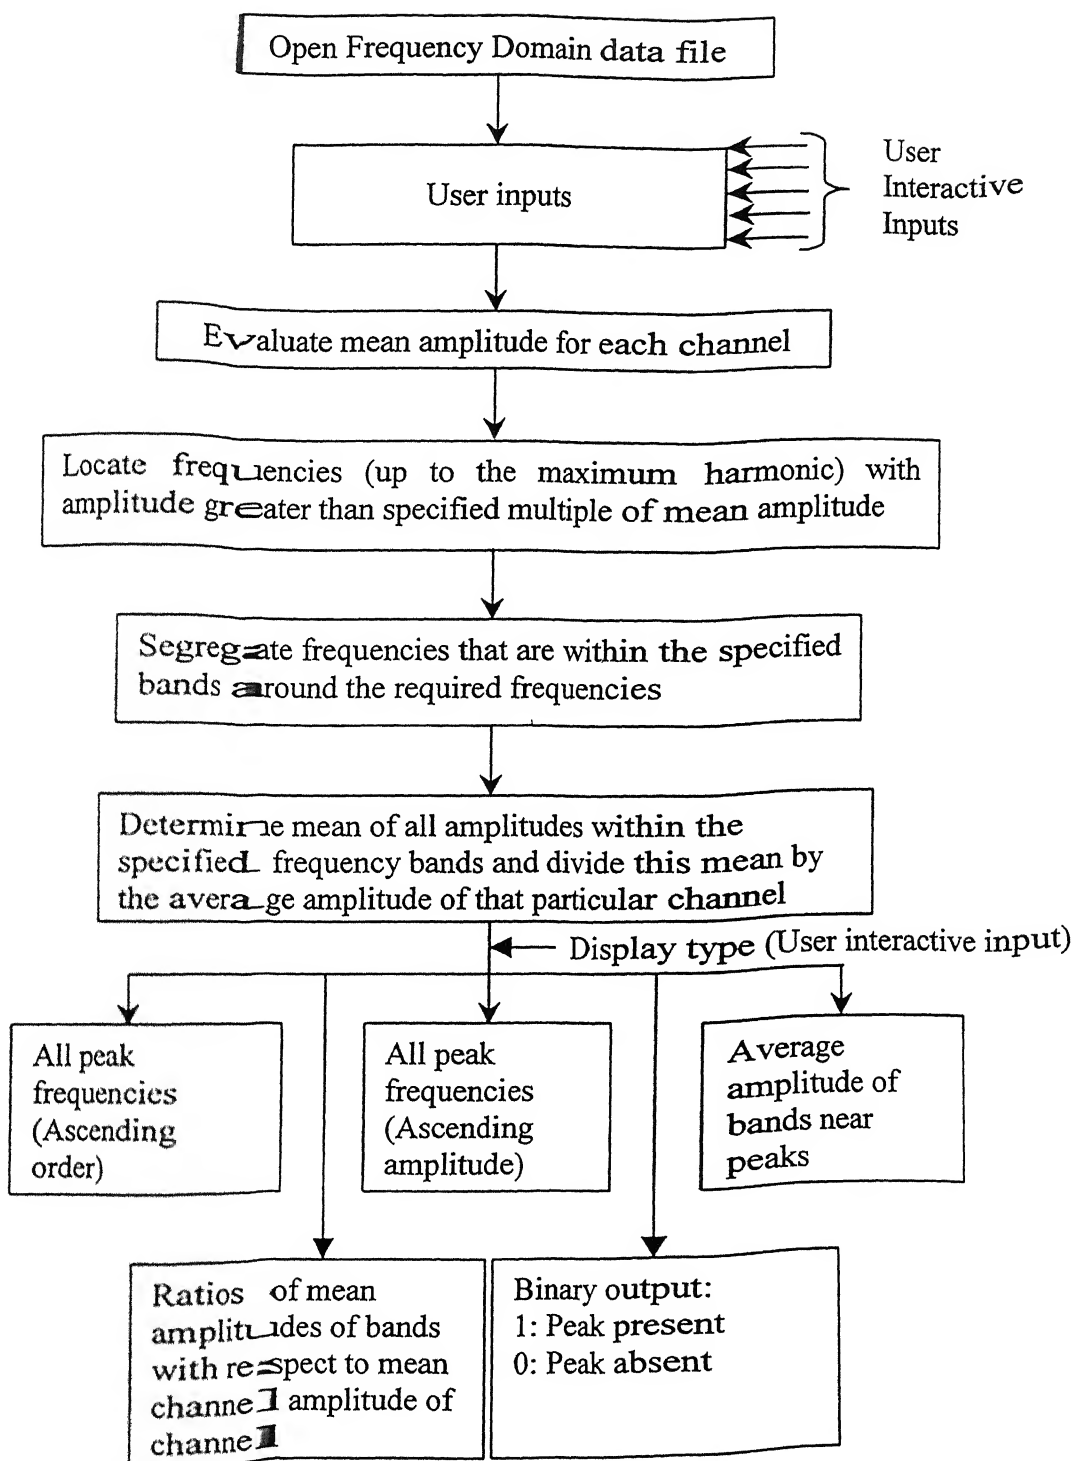 Open Frequency Domain data file
User inputs
User
Interactive
Inputs
Evaluate mean amplitude for each channel
Locate frequencies (up to the maximum harmonic) with
amplitude greater than specified multiple of mean amplitude
Segregate frequencies that are within the specified
bands around the required frequencies
Determine mean of all amplitudes within the
specified frequency bands and divide this mean by
the average amplitude of that particular channel
Display type (User interactive input)
All peak
frequencies
(Ascending
order)
All peak
frequencies
(Ascending
amplitude)
Average
amplitude of
bands near
peaks
Ratios of mean
amplitudes of bands
with respect to mean
channel amplitude of
channel
Binary output:
1: Peak present
0: Peak absent